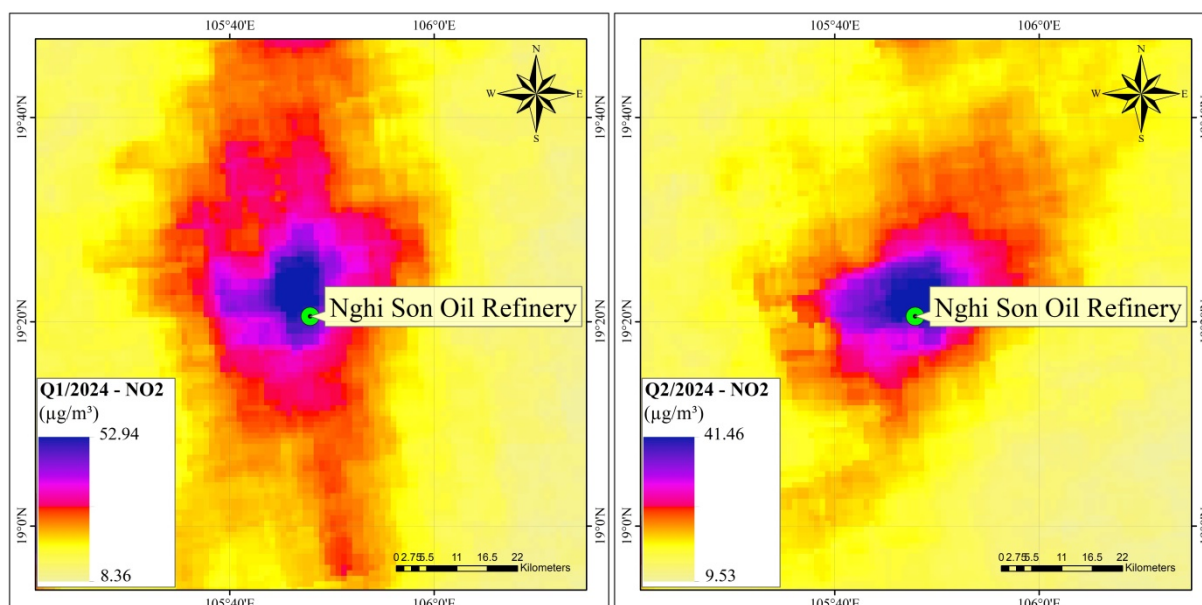 105°40'E
106°0'E
105°40'E
106°0'E
N
W
E
S
N
W
E
S
19°40'N
19°40'N
19°20'N
19°20'N
19°0'N
19°0'N
Nghi Son Oil Refinery
Nghi Son Oil Refinery
Q1/2024 - NO2
(µg/m³)
52.94
8.36
Q2/2024 - NO2
(µg/m³)
41.46
9.53
0 2.75 5.5 11 16.5 22
Kilometers
0 2.75 5.5 11 16.5 22
Kilometers
105°40'E
106°0'E
105°40'E
106°0'E